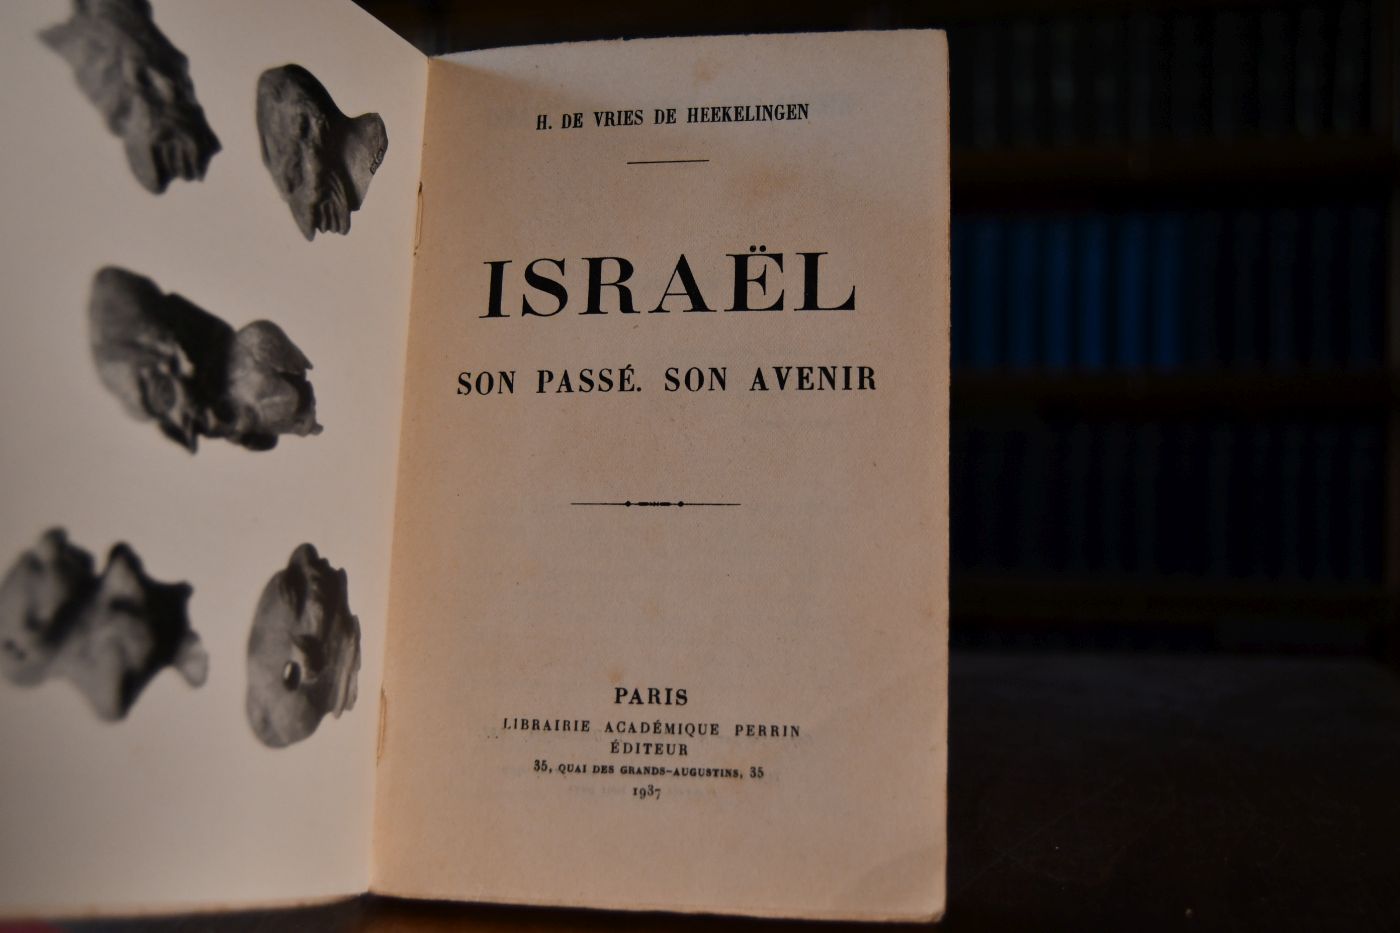 H. DE VRIES DE HEEKELINGEN
ISRAËL
SON PASSÉ. SON AVENIR
PARIS
LIBRAIRIE ACADÉMIQUE PERRIN
ÉDITEUR
35, QUAI DES GRANDS-AUGUSTINS, 35
1937